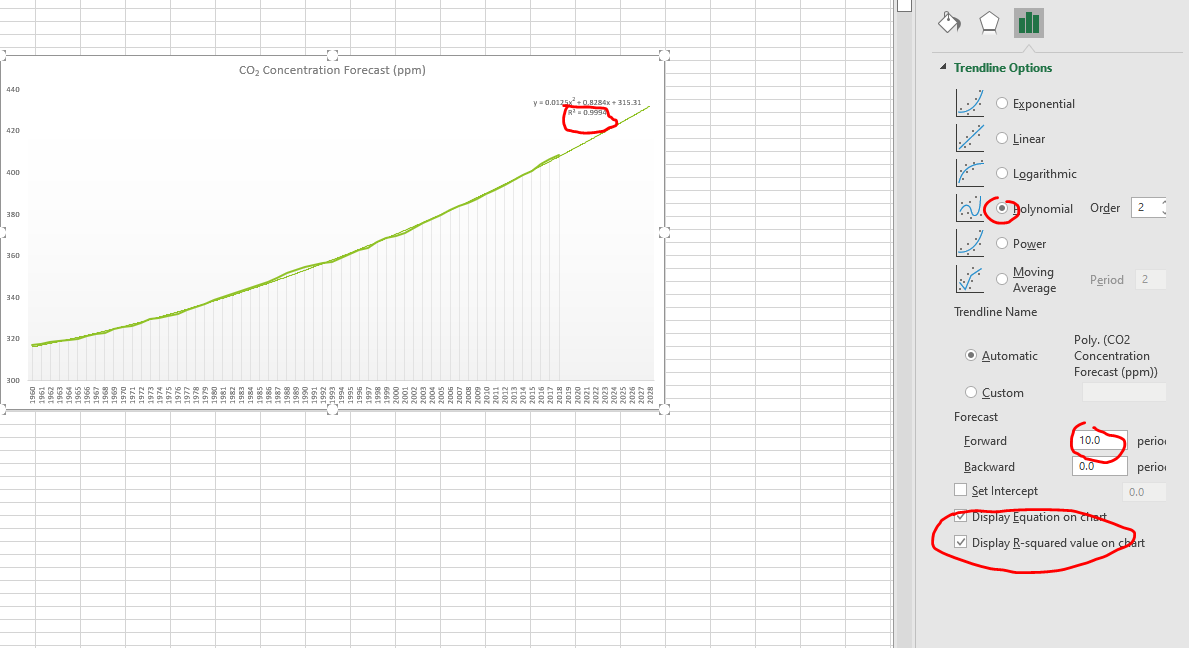 CO₂ Concentration Forecast (ppm)
440
420
400
380
360
340
320
300
y = 0.0125x² + 0.8284x + 315.31
R² = 0.9994
1960 1961 1962 1963 1964 1965 1966 1967 1968 1969 1970 1971 1972 1973 1974 1975 1976 1977 1978 1979 1980 1981 1982 1983 1984 1985 1986 1987 1988 1989 1990 1991 1992 1993 1994 1995 1996 1997 1998 1999 2000 2001 2002 2003 2004 2005 2006 2007 2008 2009 2010 2011 2012 2013 2014 2015 2016 2017 2018 2019 2020 2021 2022 2023 2024 2025 2026 2027 2028
Trendline Options
Exponential
Linear
Logarithmic
Polynomial Order 2
Power
Moving
Average Period 2
Trendline Name
Automatic
Poly. (CO2
Concentration
Forecast (ppm))
Custom
Forecast
Forward 10.0 perio
Backward 0.0 perio
Set Intercept 0.0
Display Equation on chart
Display R-squared value on chart